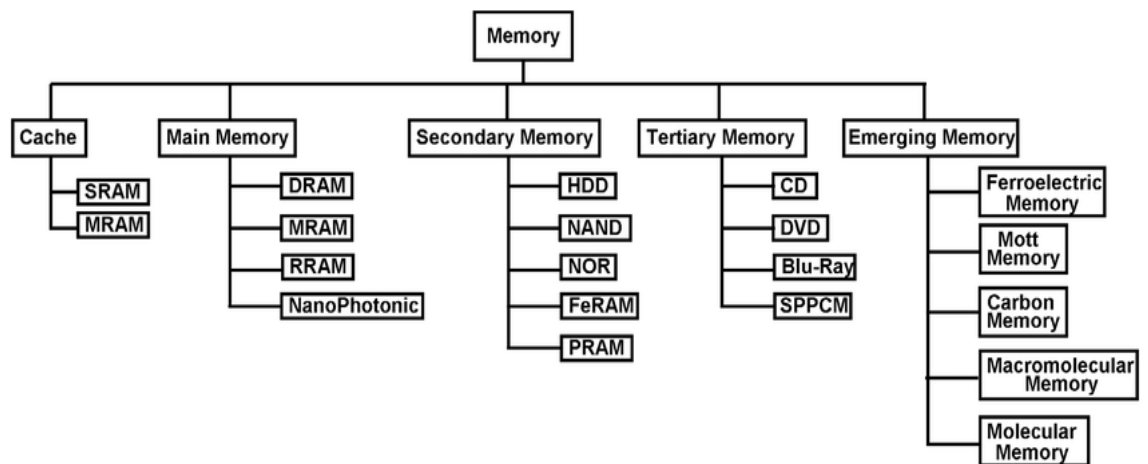 Memory
Cache
Main Memory
Secondary Memory
Tertiary Memory
Emerging Memory
SRAM
MRAM
DRAM
MRAM
RRAM
NanoPhotonic
HDD
NAND
NOR
FeRAM
PRAM
CD
DVD
Blu-Ray
SPPCM
Ferroelectric
Memory
Mott
Memory
Carbon
Memory
Macromolecular
Memory
Molecular
Memory